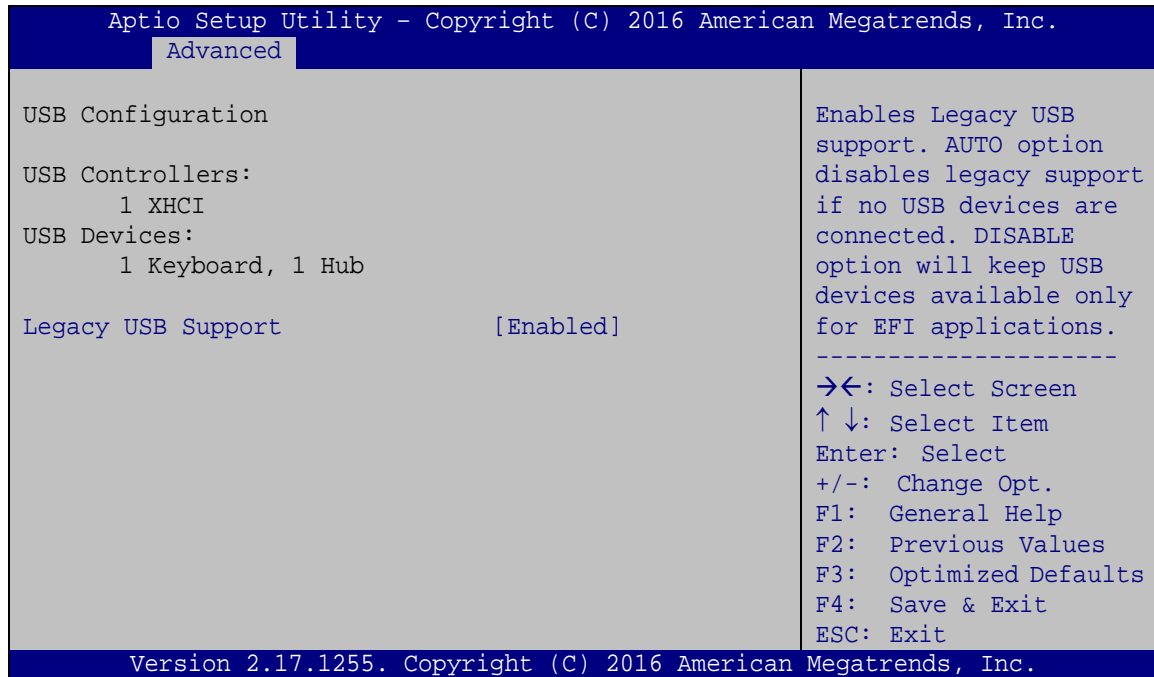 Aptio Setup Utility – Copyright (C) 2016 American Megatrends, Inc.
Advanced
USB Configuration
USB Controllers:
1 XHCI
USB Devices:
1 Keyboard, 1 Hub
Legacy USB Support [Enabled]
Enables Legacy USB
support. AUTO option
disables legacy support
if no USB devices are
connected. DISABLE
option will keep USB
devices available only
for EFI applications.
---------------------
→←: Select Screen
↑ ↓: Select Item
Enter: Select
+/-: Change Opt.
F1: General Help
F2: Previous Values
F3: Optimized Defaults
F4: Save & Exit
ESC: Exit
Version 2.17.1255. Copyright (C) 2016 American Megatrends, Inc.